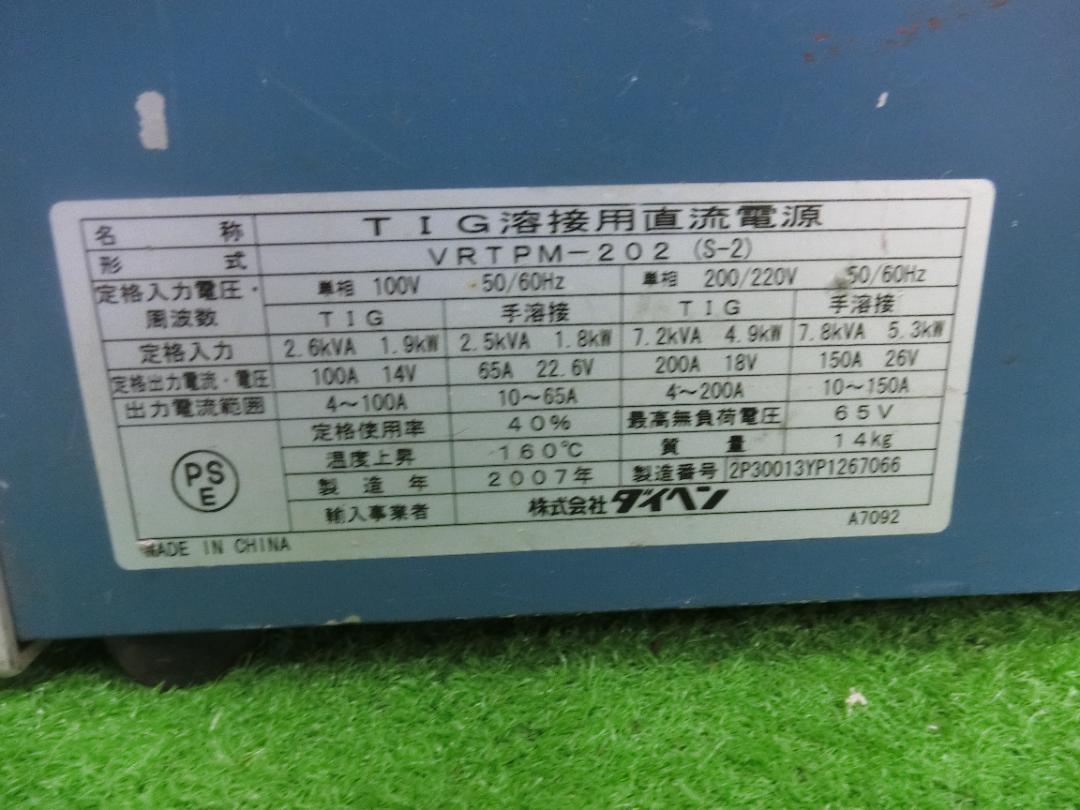 名 称 TIG溶接用直流電源
形 式 VRTPM-202 (S-2)
定格入力電圧・周波数 単相 100V 50/60Hz 単相 200/220V 50/60Hz
TIG 手溶接 TIG 手溶接
定格入力 2.6kVA 1.9kW 2.5kVA 1.8kW 7.2kVA 4.9kW 7.8kVA 5.3kW
定格出力電流・電圧 100A 14V 65A 22.6V 200A 18V 150A 26V
出力電流範囲 4～100A 10～65A 4～200A 10～150A
定格使用率 40% 最高無負荷電圧 65V
温度上昇 160℃ 質 量 14kg
製 造 年 2007年 製造番号 2P30013YP1267066
輸入事業者 株式会社ダイヘン
PS
E
A7092
MADE IN CHINA